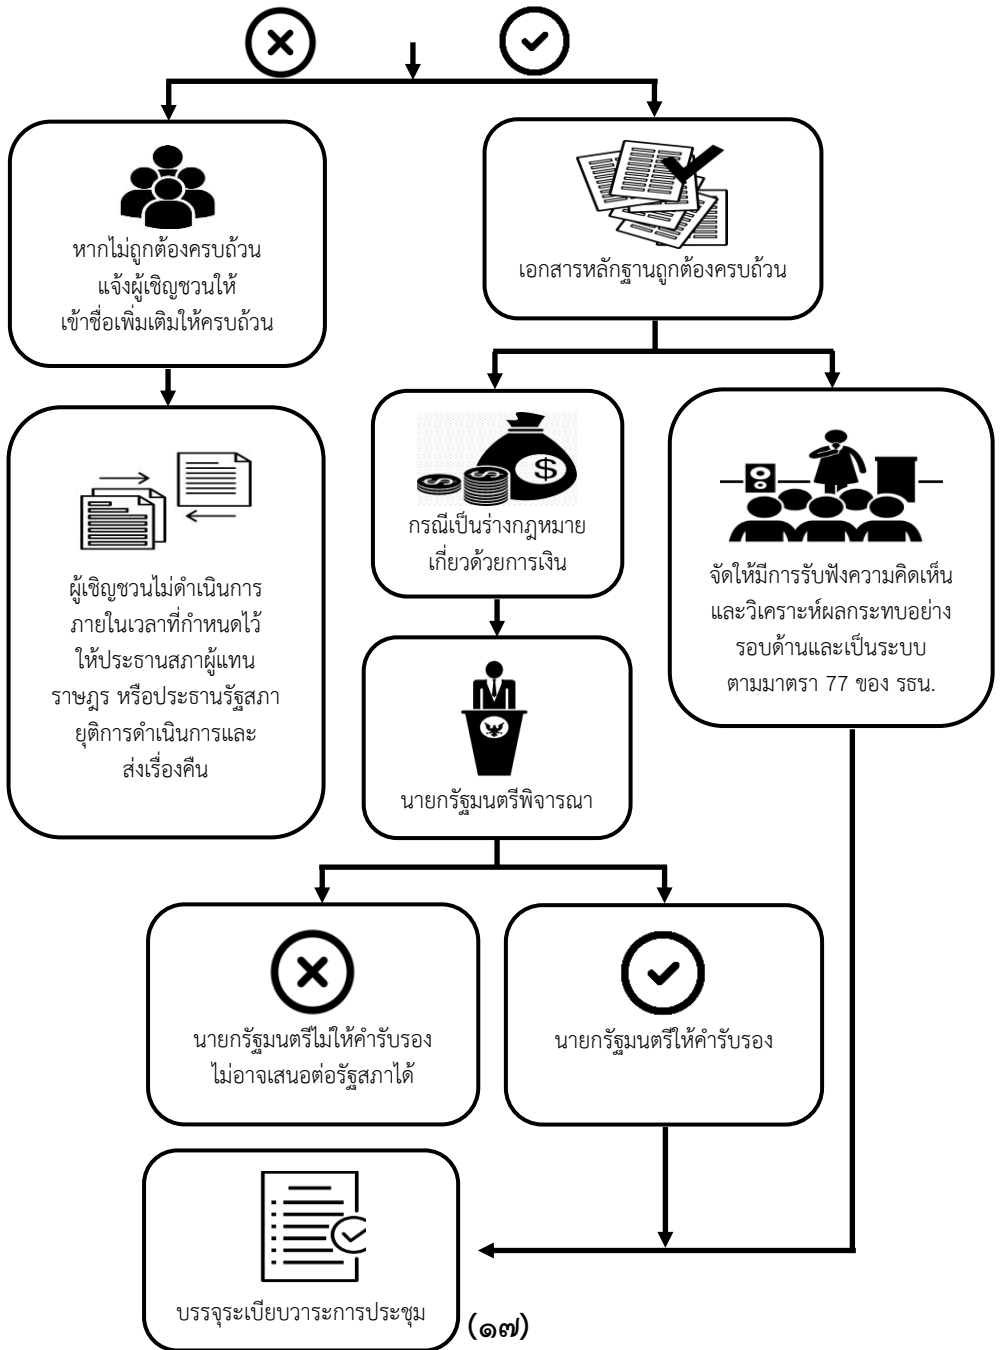 หากไม่ถูกต้องครบถ้วน
แจ้งผู้เชิญชวนให้
เข้าชื่อเพิ่มเติมให้ครบถ้วน
เอกสารหลักฐานถูกต้องครบถ้วน
ผู้เชิญชวนไม่ดำเนินการ
ภายในเวลาที่กำหนดไว้
ให้ประธานสภาผู้แทน
ราษฎร หรือประธานรัฐสภา
ยุติการดำเนินการและ
ส่งเรื่องคืน
กรณีเป็นร่างกฎหมาย
เกี่ยวด้วยการเงิน
จัดให้มีการรับฟังความคิดเห็น
และวิเคราะห์ผลกระทบอย่าง
รอบด้านและเป็นระบบ
ตามมาตรา 77 ของ รธน.
นายกรัฐมนตรีพิจารณา
นายกรัฐมนตรีไม่ให้คำรับรอง
ไม่อาจเสนอต่อรัฐสภาได้
นายกรัฐมนตรีให้คำรับรอง
บรรจุระเบียบวาระการประชุม
(๑๗)